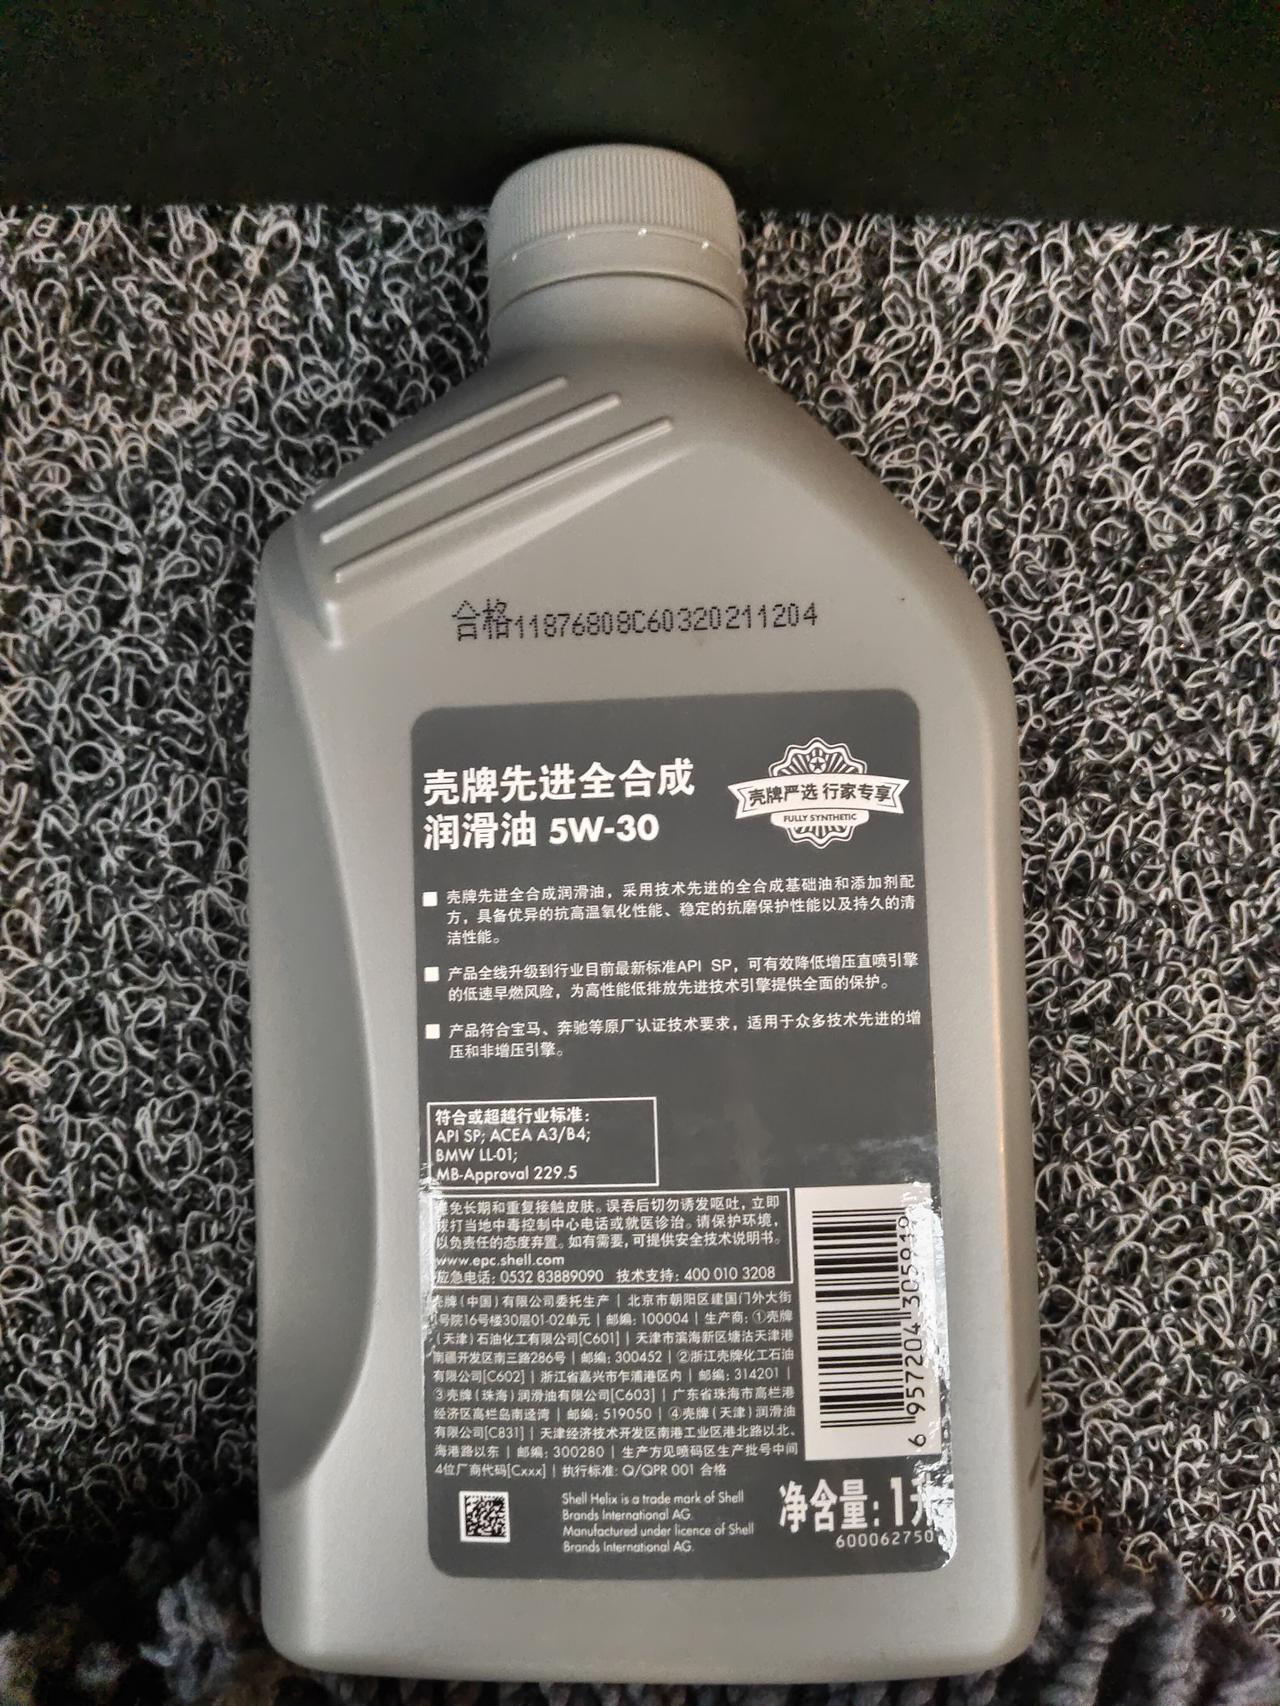 合格11876808C60320211204
壳牌先进全合成
润滑油 5W-30
壳牌严选 行家专享
FULLY SYNTHETIC
■ 壳牌先进全合成润滑油，采用技术先进的全合成基础油和添加剂配
方，具备优异的抗高温氧化性能、稳定的抗磨保护性能以及持久的清
洁性能。
■ 产品全线升级到行业目前最新标准API SP，可有效降低增压直喷引擎
的低速早燃风险，为高性能低排放先进技术引擎提供全面的保护。
■ 产品符合宝马、奔驰等原厂认证技术要求，适用于众多技术先进的增
压和非增压引擎。
符合或超越行业标准：
API SP; ACEA A3/B4;
BMW LL-01;
MB-Approval 229.5
避免长期和重复接触皮肤。误吞后切勿诱发呕吐，立即
拨打当地中毒控制中心电话或就医诊治。请保护环境，
以负责任的态度弃置。如有需要，可提供安全技术说明书。
www.epc.shell.com
应急电话: 0532 83889090 技术支持: 400 010 3208
壳牌（中国）有限公司委托生产 | 北京市朝阳区建国门外大街
号院16号楼30层01-02单元 | 邮编: 100004 | 生产商: ①壳牌
（天津）石油化工有限公司[C601] | 天津市滨海新区塘沽天津港
南疆开发区南三路286号 | 邮编: 300452 | ②浙江壳牌化工石油
有限公司[C602] | 浙江省嘉兴市乍浦港区内 | 邮编: 314201 |
③壳牌（珠海）润滑油有限公司[C603] | 广东省珠海市高栏港
经济区高栏岛南迳湾 | 邮编: 519050 | ④壳牌（天津）润滑油
有限公司[C831] | 天津经济技术开发区南港工业区港北路以北、
海港路以东 | 邮编: 300280 | 生产方见喷码区生产批号中间
4位厂商代码[Cxxx] | 执行标准: Q/QPR 001 合格
6 957204 305919
Shell Helix is a trade mark of Shell
Brands International AG.
Manufactured under licence of Shell
Brands International AG.
净含量: 1升
600062750